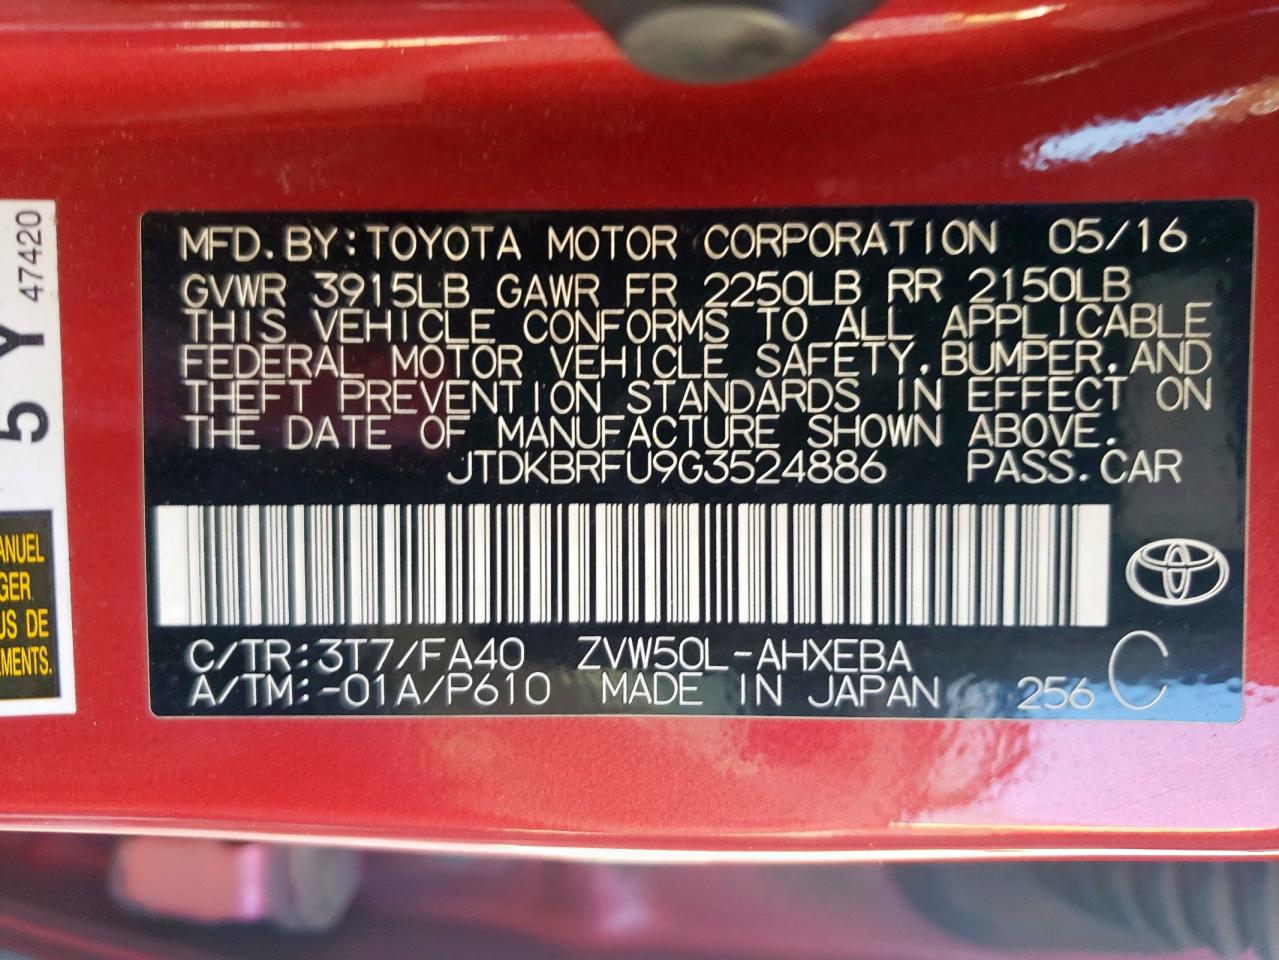 MFD. BY:TOYOTA MOTOR CORPORATION 05/16
GVWR 3915LB GAWR FR 2250LB RR 2150LB
THIS VEHICLE CONFORMS TO ALL APPLICABLE
FEDERAL MOTOR VEHICLE SAFETY,BUMPER,AND
THEFT PREVENTION STANDARDS IN EFFECT ON
THE DATE OF MANUFACTURE SHOWN ABOVE.
JTDKBRFU9G3524886 PASS.CAR
C/TR:3T7/FA40 ZVW50L-AHXEBA
A/TM:-01A/P610 MADE IN JAPAN 256 C
47420
5 Y
ANUEL
GER
US DE
LEMENTS.